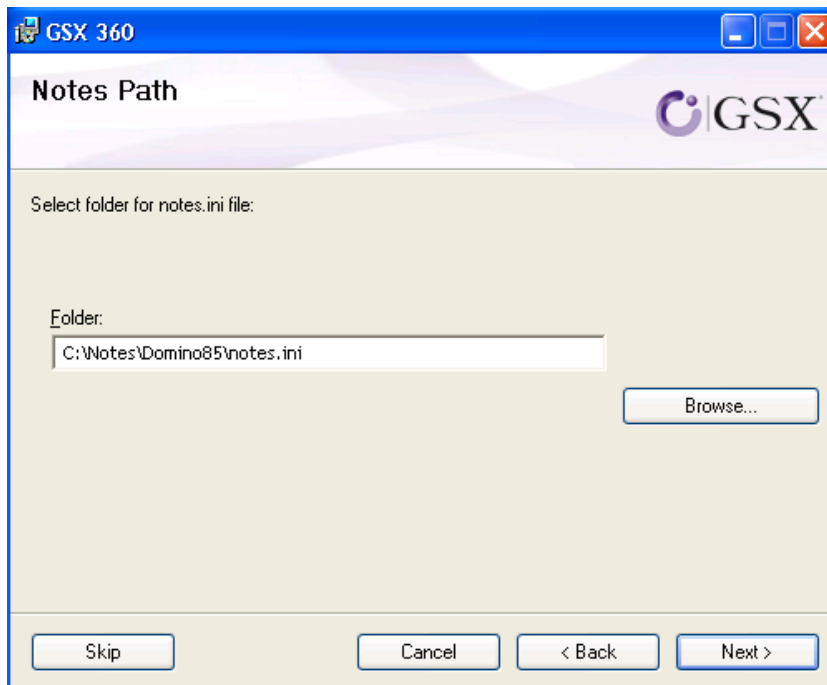 GSX 360
Notes Path
GSX
Select folder for notes.ini file:
Folder:
C:\Notes\Domino85\notes.ini
Browse...
Skip
Cancel
< Back
Next >